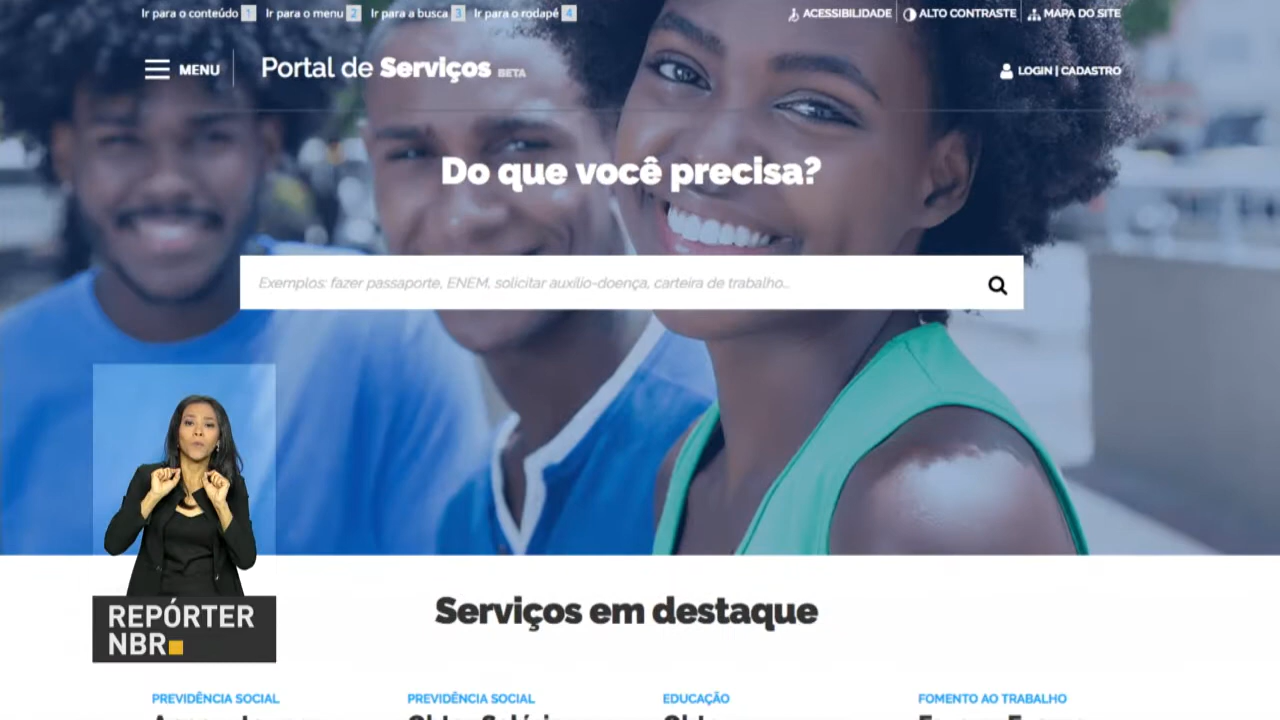 Ir para o conteúdo 1 Ir para o menu 2 Ir para a busca 3 Ir para o rodapé 4 ACESSIBILIDADE ALTO CONTRASTE MAPA DO SITE
MENU Portal de Serviços BETA LOGIN | CADASTRO
Do que você precisa?
Exemplos: fazer passaporte, ENEM, solicitar auxílio-doença, carteira de trabalho...
REPÓRTER
NBR
Serviços em destaque
PREVIDÊNCIA SOCIAL PREVIDÊNCIA SOCIAL EDUCAÇÃO FOMENTO AO TRABALHO